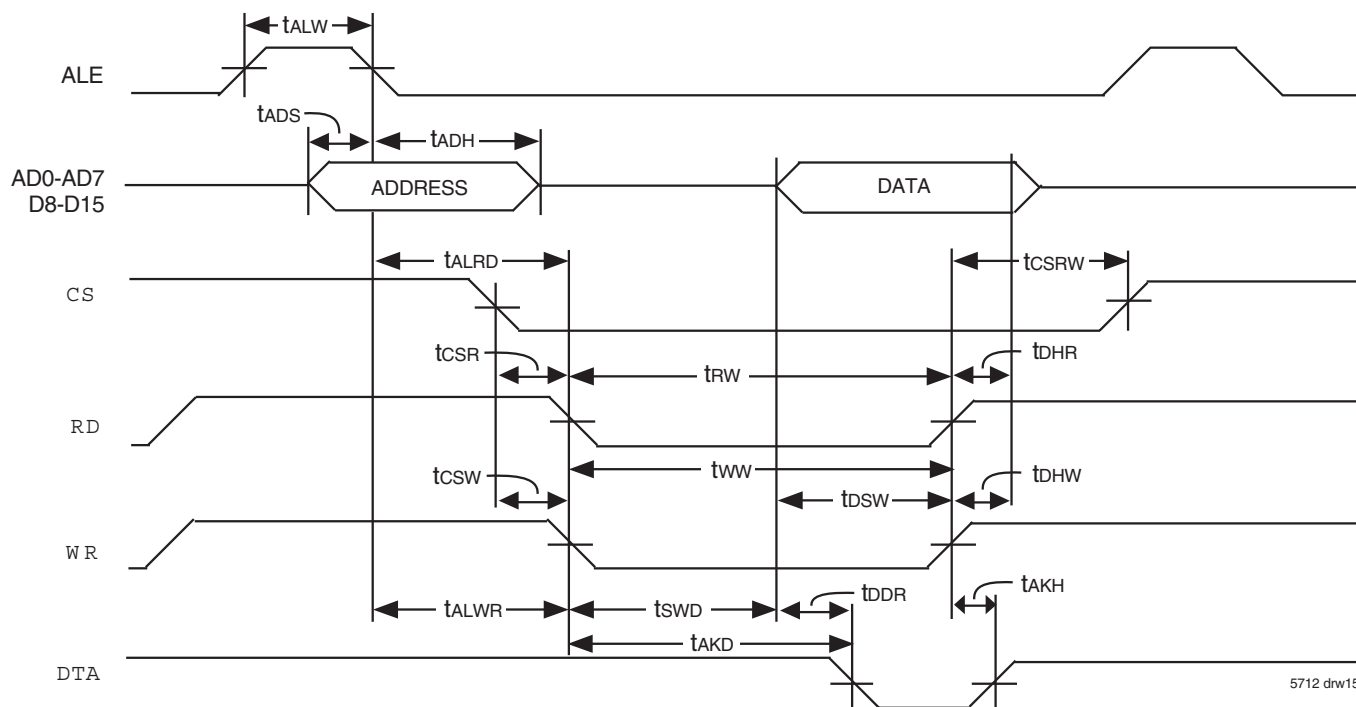 tALW
ALE
tADS
tADH
AD0-AD7
D8-D15
ADDRESS
DATA
tALRD
tCSRW
CS
tCSR
tRW
tDHR
RD
tCSW
tWW
tDHW
tDSW
WR
tALWR
tSWD
tDDR
tAKH
tAKD
DTA
5712 drw15